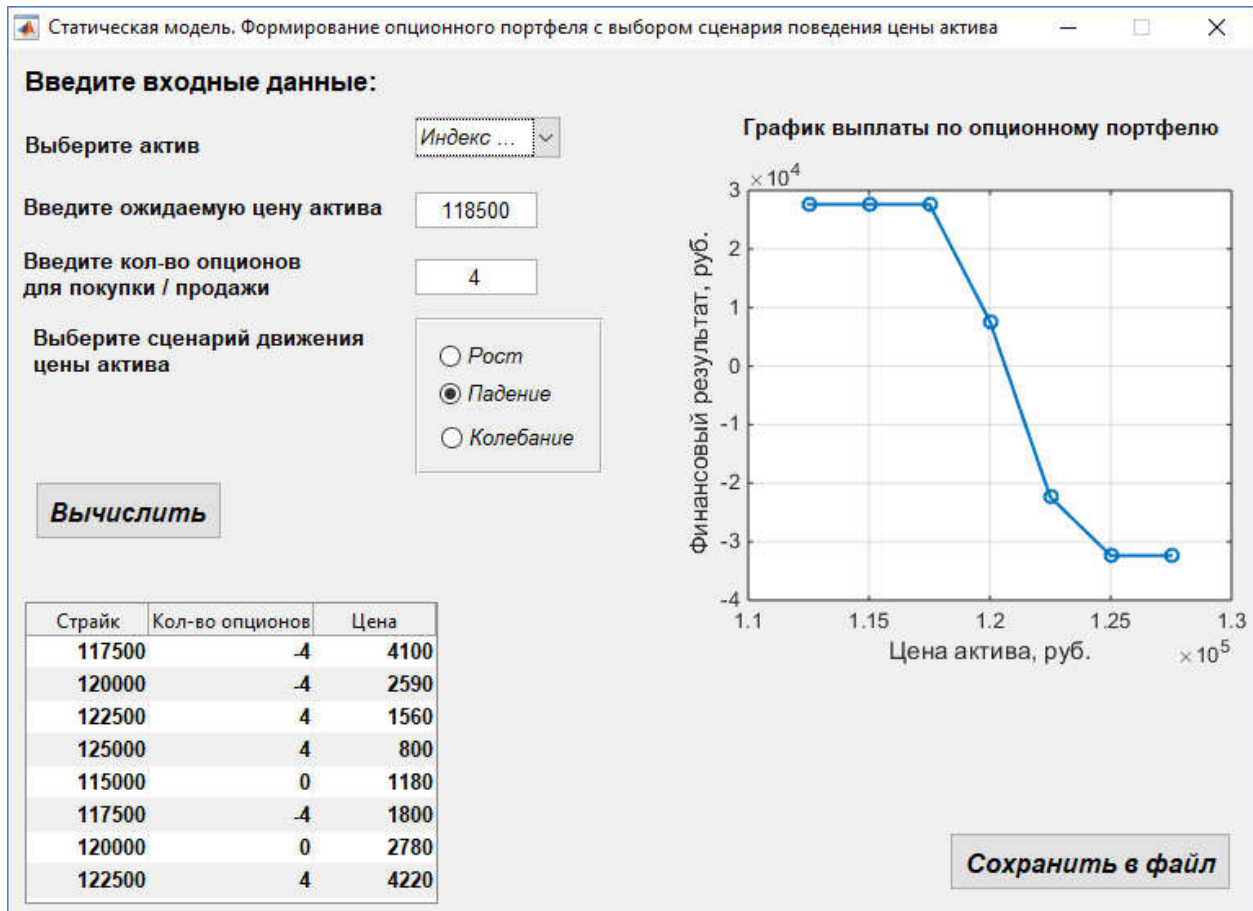 Статическая модель. Формирование опционного портфеля с выбором сценария поведения цены актива
Введите входные данные:
Выберите актив
Индекс ...
Введите ожидаемую цену актива
118500
Введите кол-во опционов
для покупки / продажи
4
Выберите сценарий движения
цены актива
Рост
Падение
Колебание
Вычислить
Страйк Кол-во опционов Цена
117500 -4 4100
120000 -4 2590
122500 4 1560
125000 4 800
115000 0 1180
117500 -4 1800
120000 0 2780
122500 4 4220
График выплаты по опционному портфелю
×10⁴
3
2
1
0
-1
-2
-3
-4
Финансовый результат, руб.
1.1 1.15 1.2 1.25 1.3
Цена актива, руб.
×10⁵
Сохранить в файл